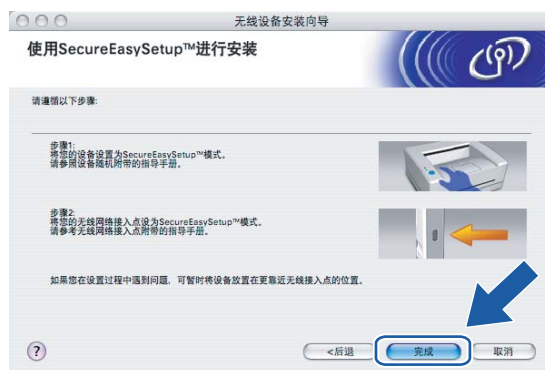 无线设备安装向导
使用SecureEasySetup™进行安装
请遵循以下步骤:
步骤1:
将您的设备设置为SecureEasySetup™模式。
请参照设备随机附带的指导手册。
步骤2:
将您的无线网络接入点设为SecureEasySetup™模式。
请参考无线网络接入点附带的指导手册。
如果您在设置过程中遇到问题，可暂时将设备放置在更靠近无线接入点的位置。
? <后退 完成 取消